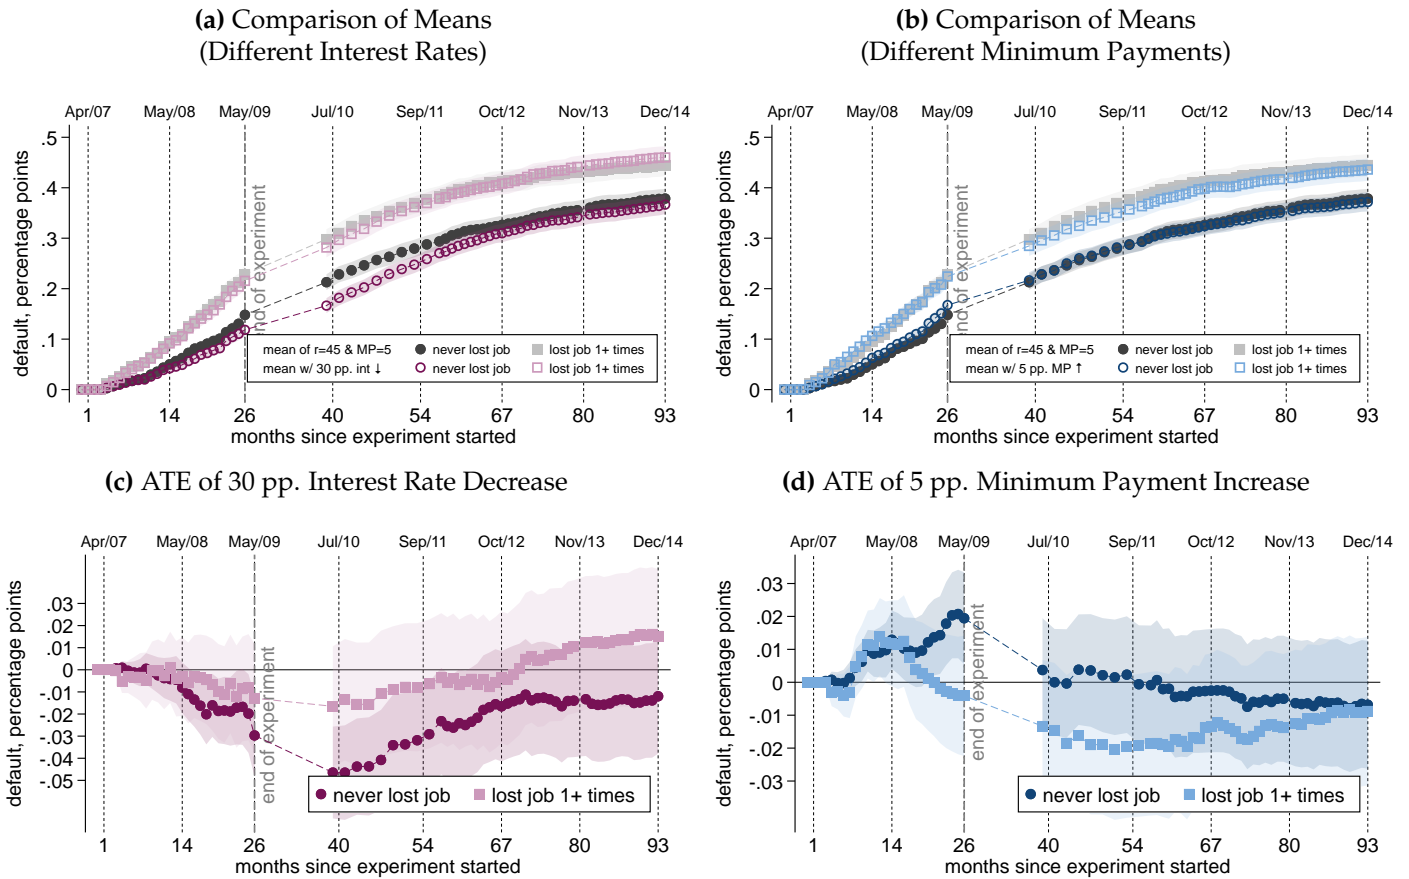 (a) Comparison of Means
(Different Interest Rates)
Apr/07 May/08 May/09 Jul/10 Sep/11 Oct/12 Nov/13 Dec/14
default, percentage points
.5
.4
.3
.2
.1
0
end of experiment
mean of r=45 & MP=5 never lost job lost job 1+ times
mean w/ 30 pp. int ↓ never lost job lost job 1+ times
1 14 26 40 54 67 80 93
months since experiment started
(b) Comparison of Means
(Different Minimum Payments)
Apr/07 May/08 May/09 Jul/10 Sep/11 Oct/12 Nov/13 Dec/14
default, percentage points
.5
.4
.3
.2
.1
0
end of experiment
mean of r=45 & MP=5 never lost job lost job 1+ times
mean w/ 5 pp. MP ↑ never lost job lost job 1+ times
1 14 26 40 54 67 80 93
months since experiment started
(c) ATE of 30 pp. Interest Rate Decrease
Apr/07 May/08 May/09 Jul/10 Sep/11 Oct/12 Nov/13 Dec/14
default, percentage points
.03
.02
.01
0
-.01
-.02
-.03
-.04
-.05
end of experiment
never lost job lost job 1+ times
1 14 26 40 54 67 80 93
months since experiment started
(d) ATE of 5 pp. Minimum Payment Increase
Apr/07 May/08 May/09 Jul/10 Sep/11 Oct/12 Nov/13 Dec/14
default, percentage points
.03
.02
.01
0
-.01
-.02
-.03
end of experiment
never lost job lost job 1+ times
1 14 26 40 54 67 80 93
months since experiment started